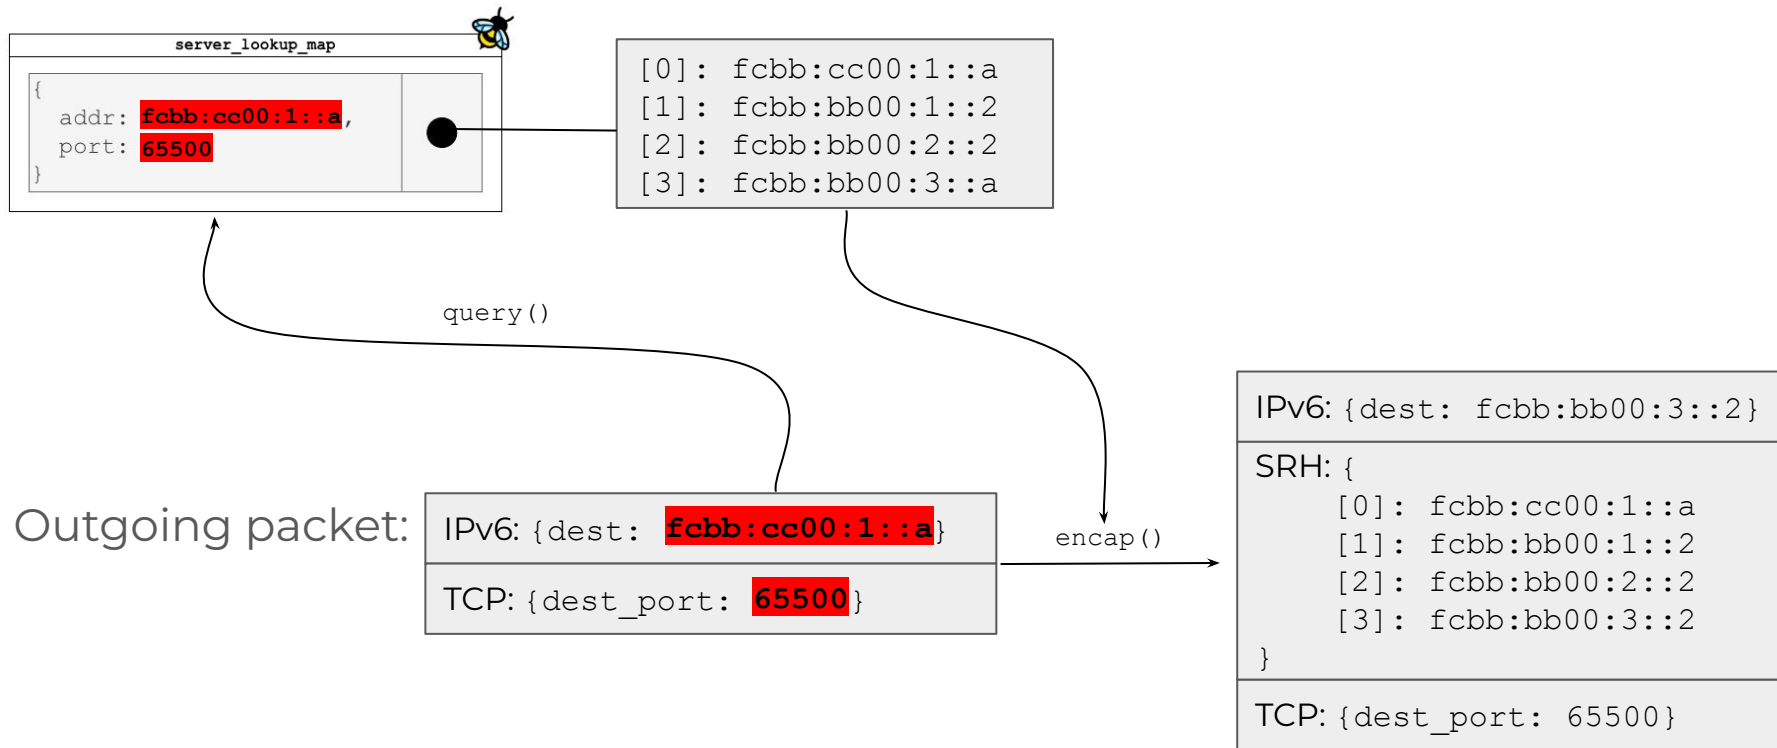 server_lookup_map
{
addr: fcbb:cc00:1::a,
port: 65500
}
[0]: fcbb:cc00:1::a
[1]: fcbb:bb00:1::2
[2]: fcbb:bb00:2::2
[3]: fcbb:bb00:3::a
query()
Outgoing packet:
IPv6: {dest: fcbb:cc00:1::a}
TCP: {dest_port: 65500}
encap()
IPv6: {dest: fcbb:bb00:3::2}
SRH: {
[0]: fcbb:cc00:1::a
[1]: fcbb:bb00:1::2
[2]: fcbb:bb00:2::2
[3]: fcbb:bb00:3::2
}
TCP: {dest_port: 65500}